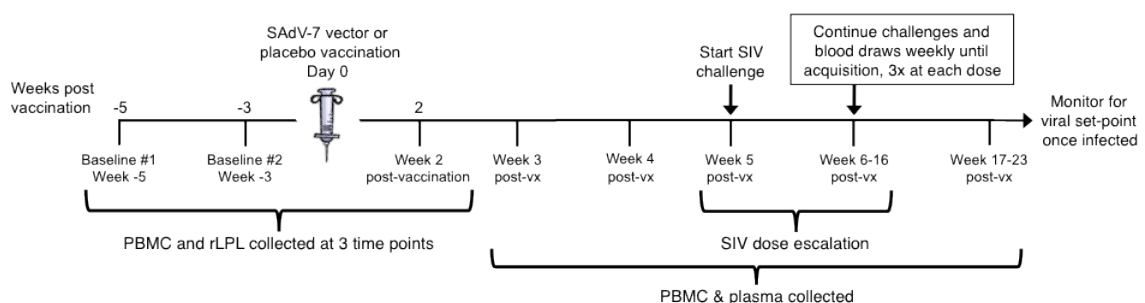 SAdV-7 vector or
placebo vaccination
Day 0
Weeks post
vaccination
-5
-3
2
Start SIV
challenge
Continue challenges and
blood draws weekly until
acquisition, 3x at each dose
Monitor for
viral set-point
once infected
Baseline #1
Week -5
Baseline #2
Week -3
Week 2
post-vaccination
Week 3
post-vx
Week 4
post-vx
Week 5
post-vx
Week 6-16
post-vx
Week 17-23
post-vx
PBMC and rLPL collected at 3 time points
SIV dose escalation
PBMC & plasma collected